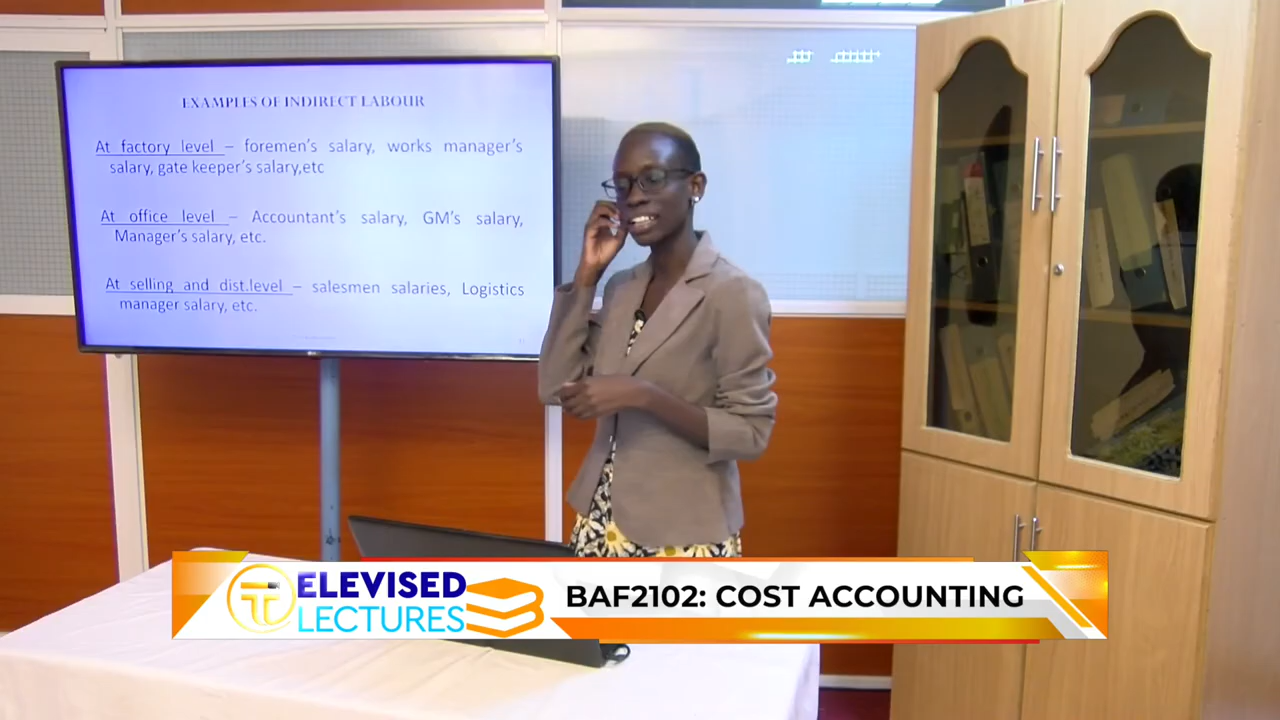 EXAMPLES OF INDIRECT LABOUR
At factory level – foremen's salary, works manager's
salary, gate keeper's salary,etc
At office level – Accountant's salary, GM's salary,
Manager's salary, etc.
At selling and dist.level – salesmen salaries, Logistics
manager salary, etc.
TELEVISED
LECTURES
BAF2102: COST ACCOUNTING